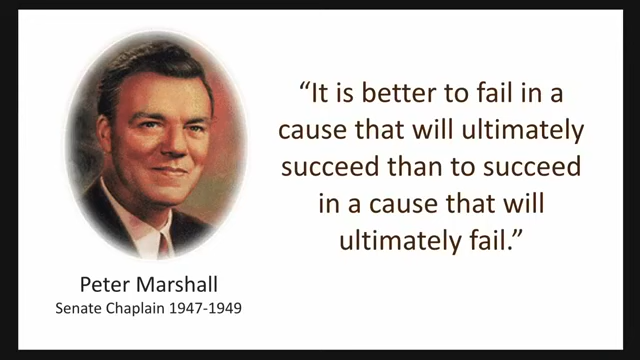 “It is better to fail in a
cause that will ultimately
succeed than to succeed
in a cause that will
ultimately fail.”
Peter Marshall
Senate Chaplain 1947-1949